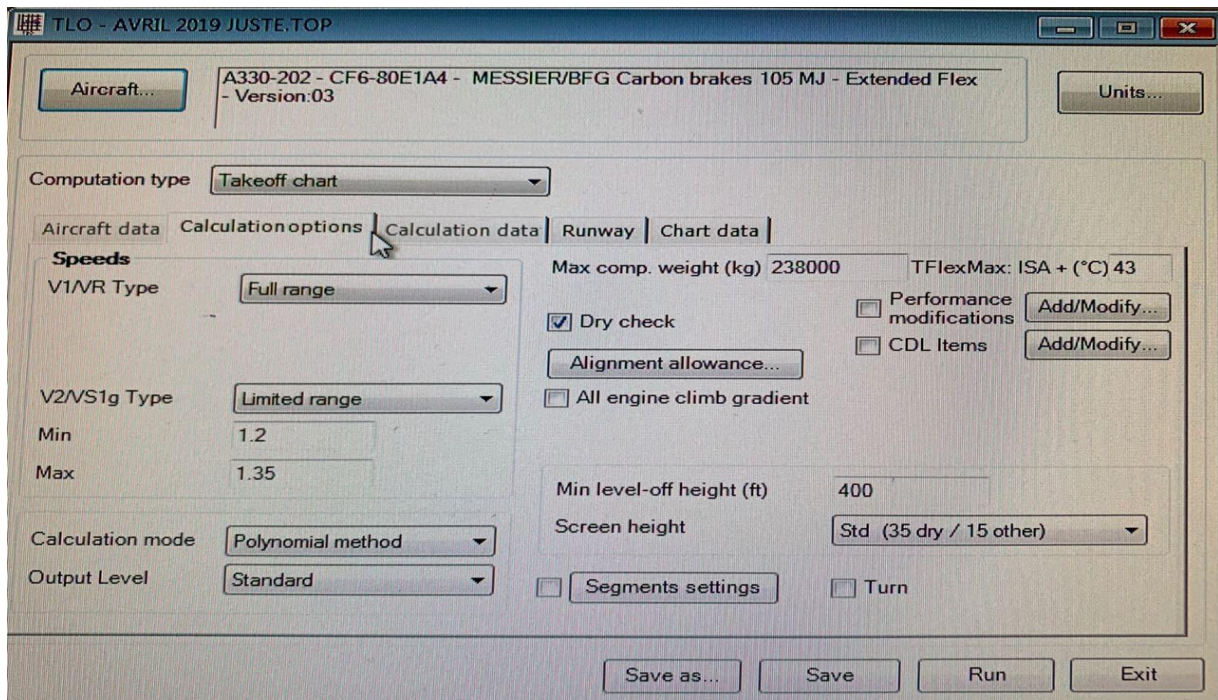 TLO - AVRIL 2019 JUSTE.TOP
Aircraft...
A330-202 - CF6-80E1A4 - MESSIER/BFG Carbon brakes 105 MJ - Extended Flex
- Version:03
Units...
Computation type Takeoff chart
Aircraft data Calculation options Calculation data Runway Chart data
Speeds
V1/VR Type Full range
V2/VS1g Type Limited range
Min 1.2
Max 1.35
Calculation mode Polynomial method
Output Level Standard
Max comp. weight (kg) 238000 TFlexMax: ISA + (°C) 43
Dry check
Performance
modifications
Add/Modify...
CDL Items Add/Modify...
Alignment allowance...
All engine climb gradient
Min level-off height (ft) 400
Screen height Std (35 dry / 15 other)
Segments settings Turn
Save as... Save Run Exit